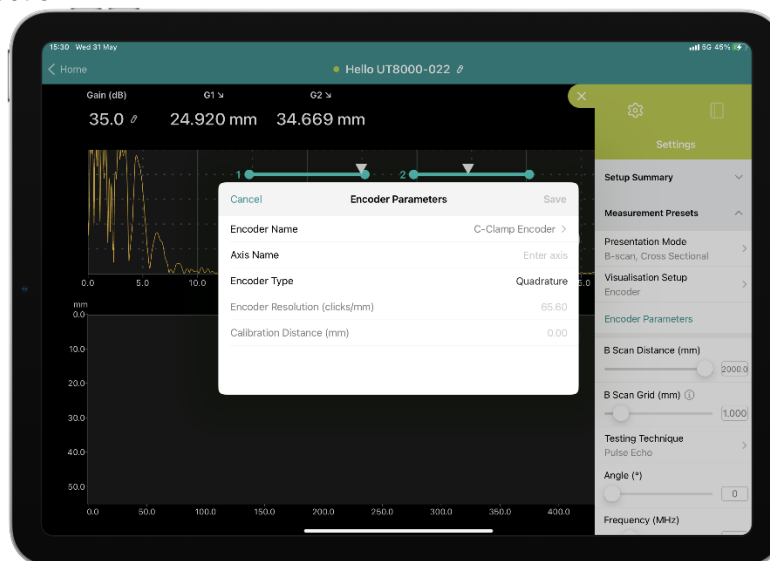 15:30 Wed 31 May
5G 45%
Home
Hello UT8000-022
Gain (dB) G1 G2
35.0 24.920 mm 34.669 mm
Settings
1 2
Cancel Encoder Parameters Save
Encoder Name C-Clamp Encoder
Axis Name Enter axis
Encoder Type Quadrature
Encoder Resolution (clicks/mm) 65.60
Calibration Distance (mm) 0.00
0.0 5.0 10.0
mm
0.0
10.0
20.0
30.0
40.0
50.0
0.0 50.0 100.0 150.0 200.0 250.0 300.0 350.0 400.0
Setup Summary
Measurement Presets
Presentation Mode
B-scan, Cross Sectional
Visualisation Setup
Encoder
Encoder Parameters
B Scan Distance (mm)
2000.0
B Scan Grid (mm)
1.000
Testing Technique
Pulse Echo
Angle (°)
0
Frequency (MHz)